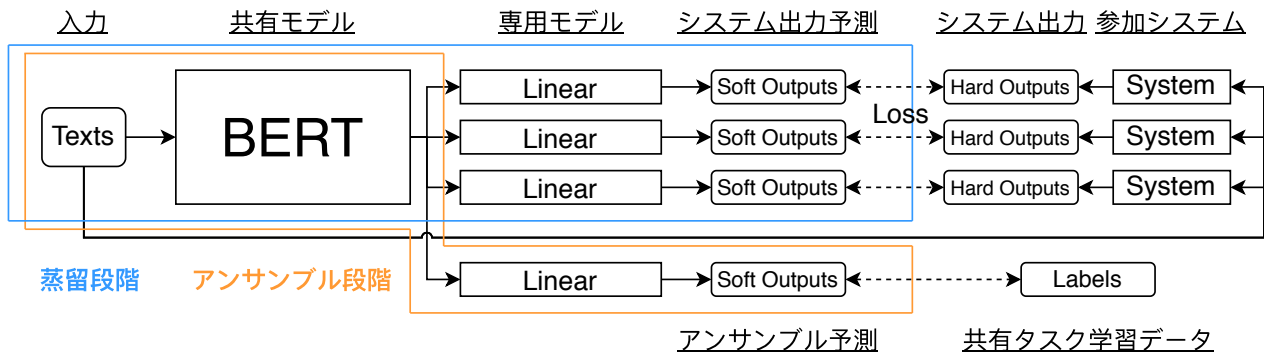 入力 共有モデル 専用モデル システム出力予測 システム出力 参加システム
Linear Soft Outputs Hard Outputs System
Loss
Texts BERT Linear Soft Outputs Hard Outputs System
Linear Soft Outputs Hard Outputs System
蒸留段階 アンサンブル段階 Linear Soft Outputs Labels
アンサンブル予測 共有タスク学習データ